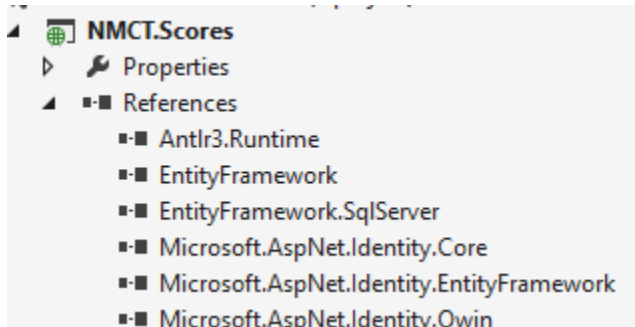 NMCT.Scores
Properties
References
Antlr3.Runtime
EntityFramework
EntityFramework.SqlServer
Microsoft.AspNet.Identity.Core
Microsoft.AspNet.Identity.EntityFramework
Microsoft.AspNet.Identity.Owin